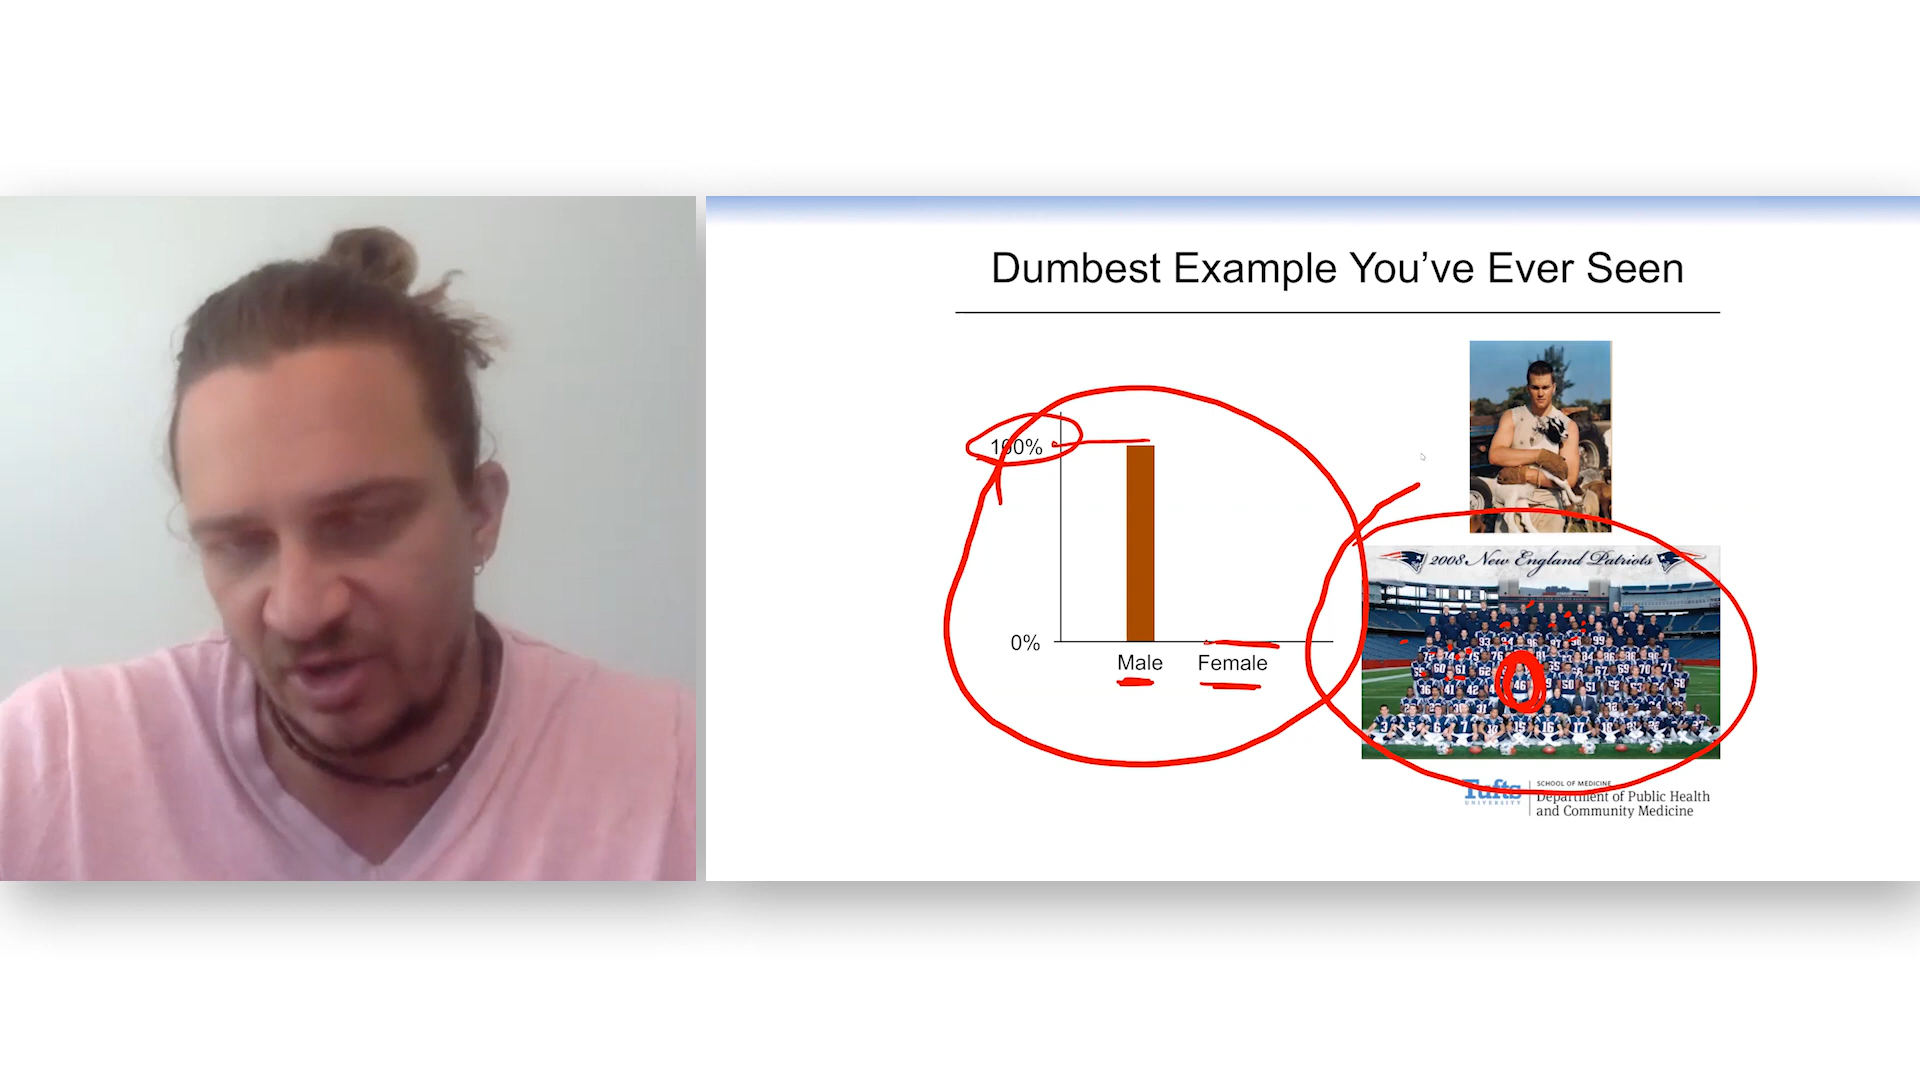 Dumbest Example You've Ever Seen
100%
0%
Male Female
2008 New England Patriots
Tufts
UNIVERSITY
SCHOOL OF MEDICINE
Department of Public Health
and Community Medicine